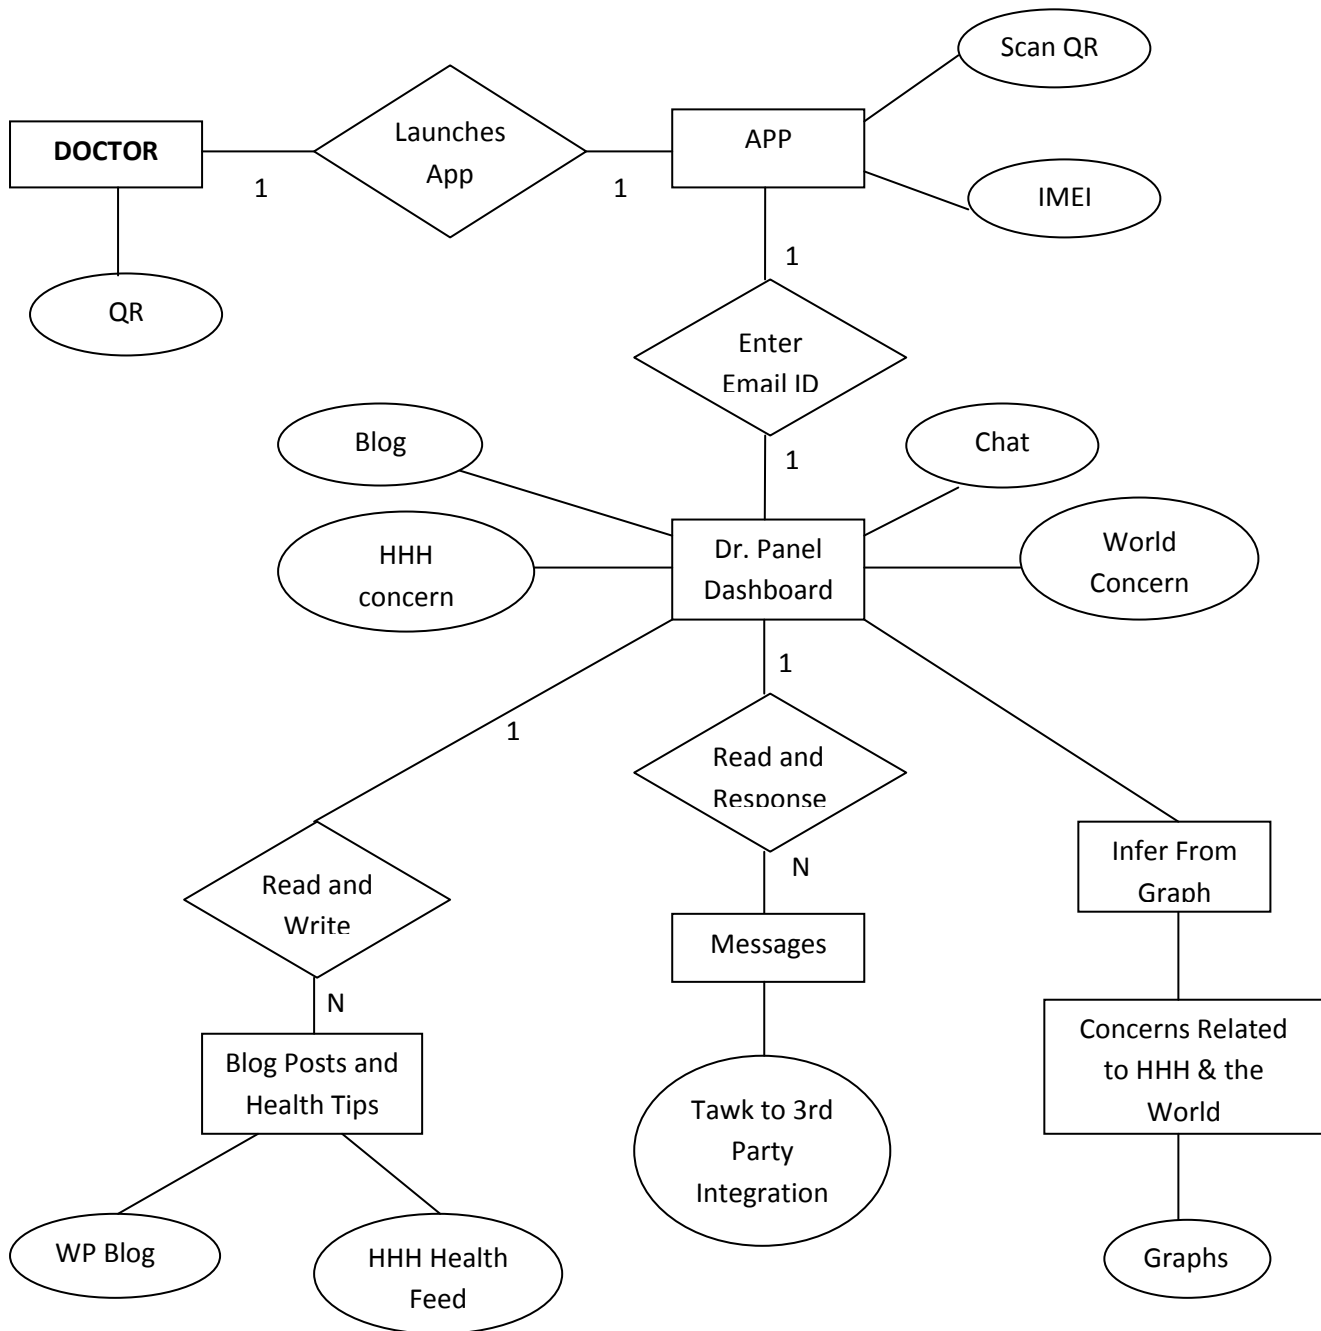 Scan QR
Launches
App
APP
DOCTOR
1
1
IMEI
QR
1
Enter
Email ID
Blog
Chat
1
HHH
concern
Dr. Panel
Dashboard
World
Concern
1
1
Read and
Response
Infer From
Graph
N
Read and
Write
Messages
N
Concerns Related
to HHH & the
World
Blog Posts and
Health Tips
Tawk to 3rd
Party
Integration
WP Blog
HHH Health
Feed
Graphs